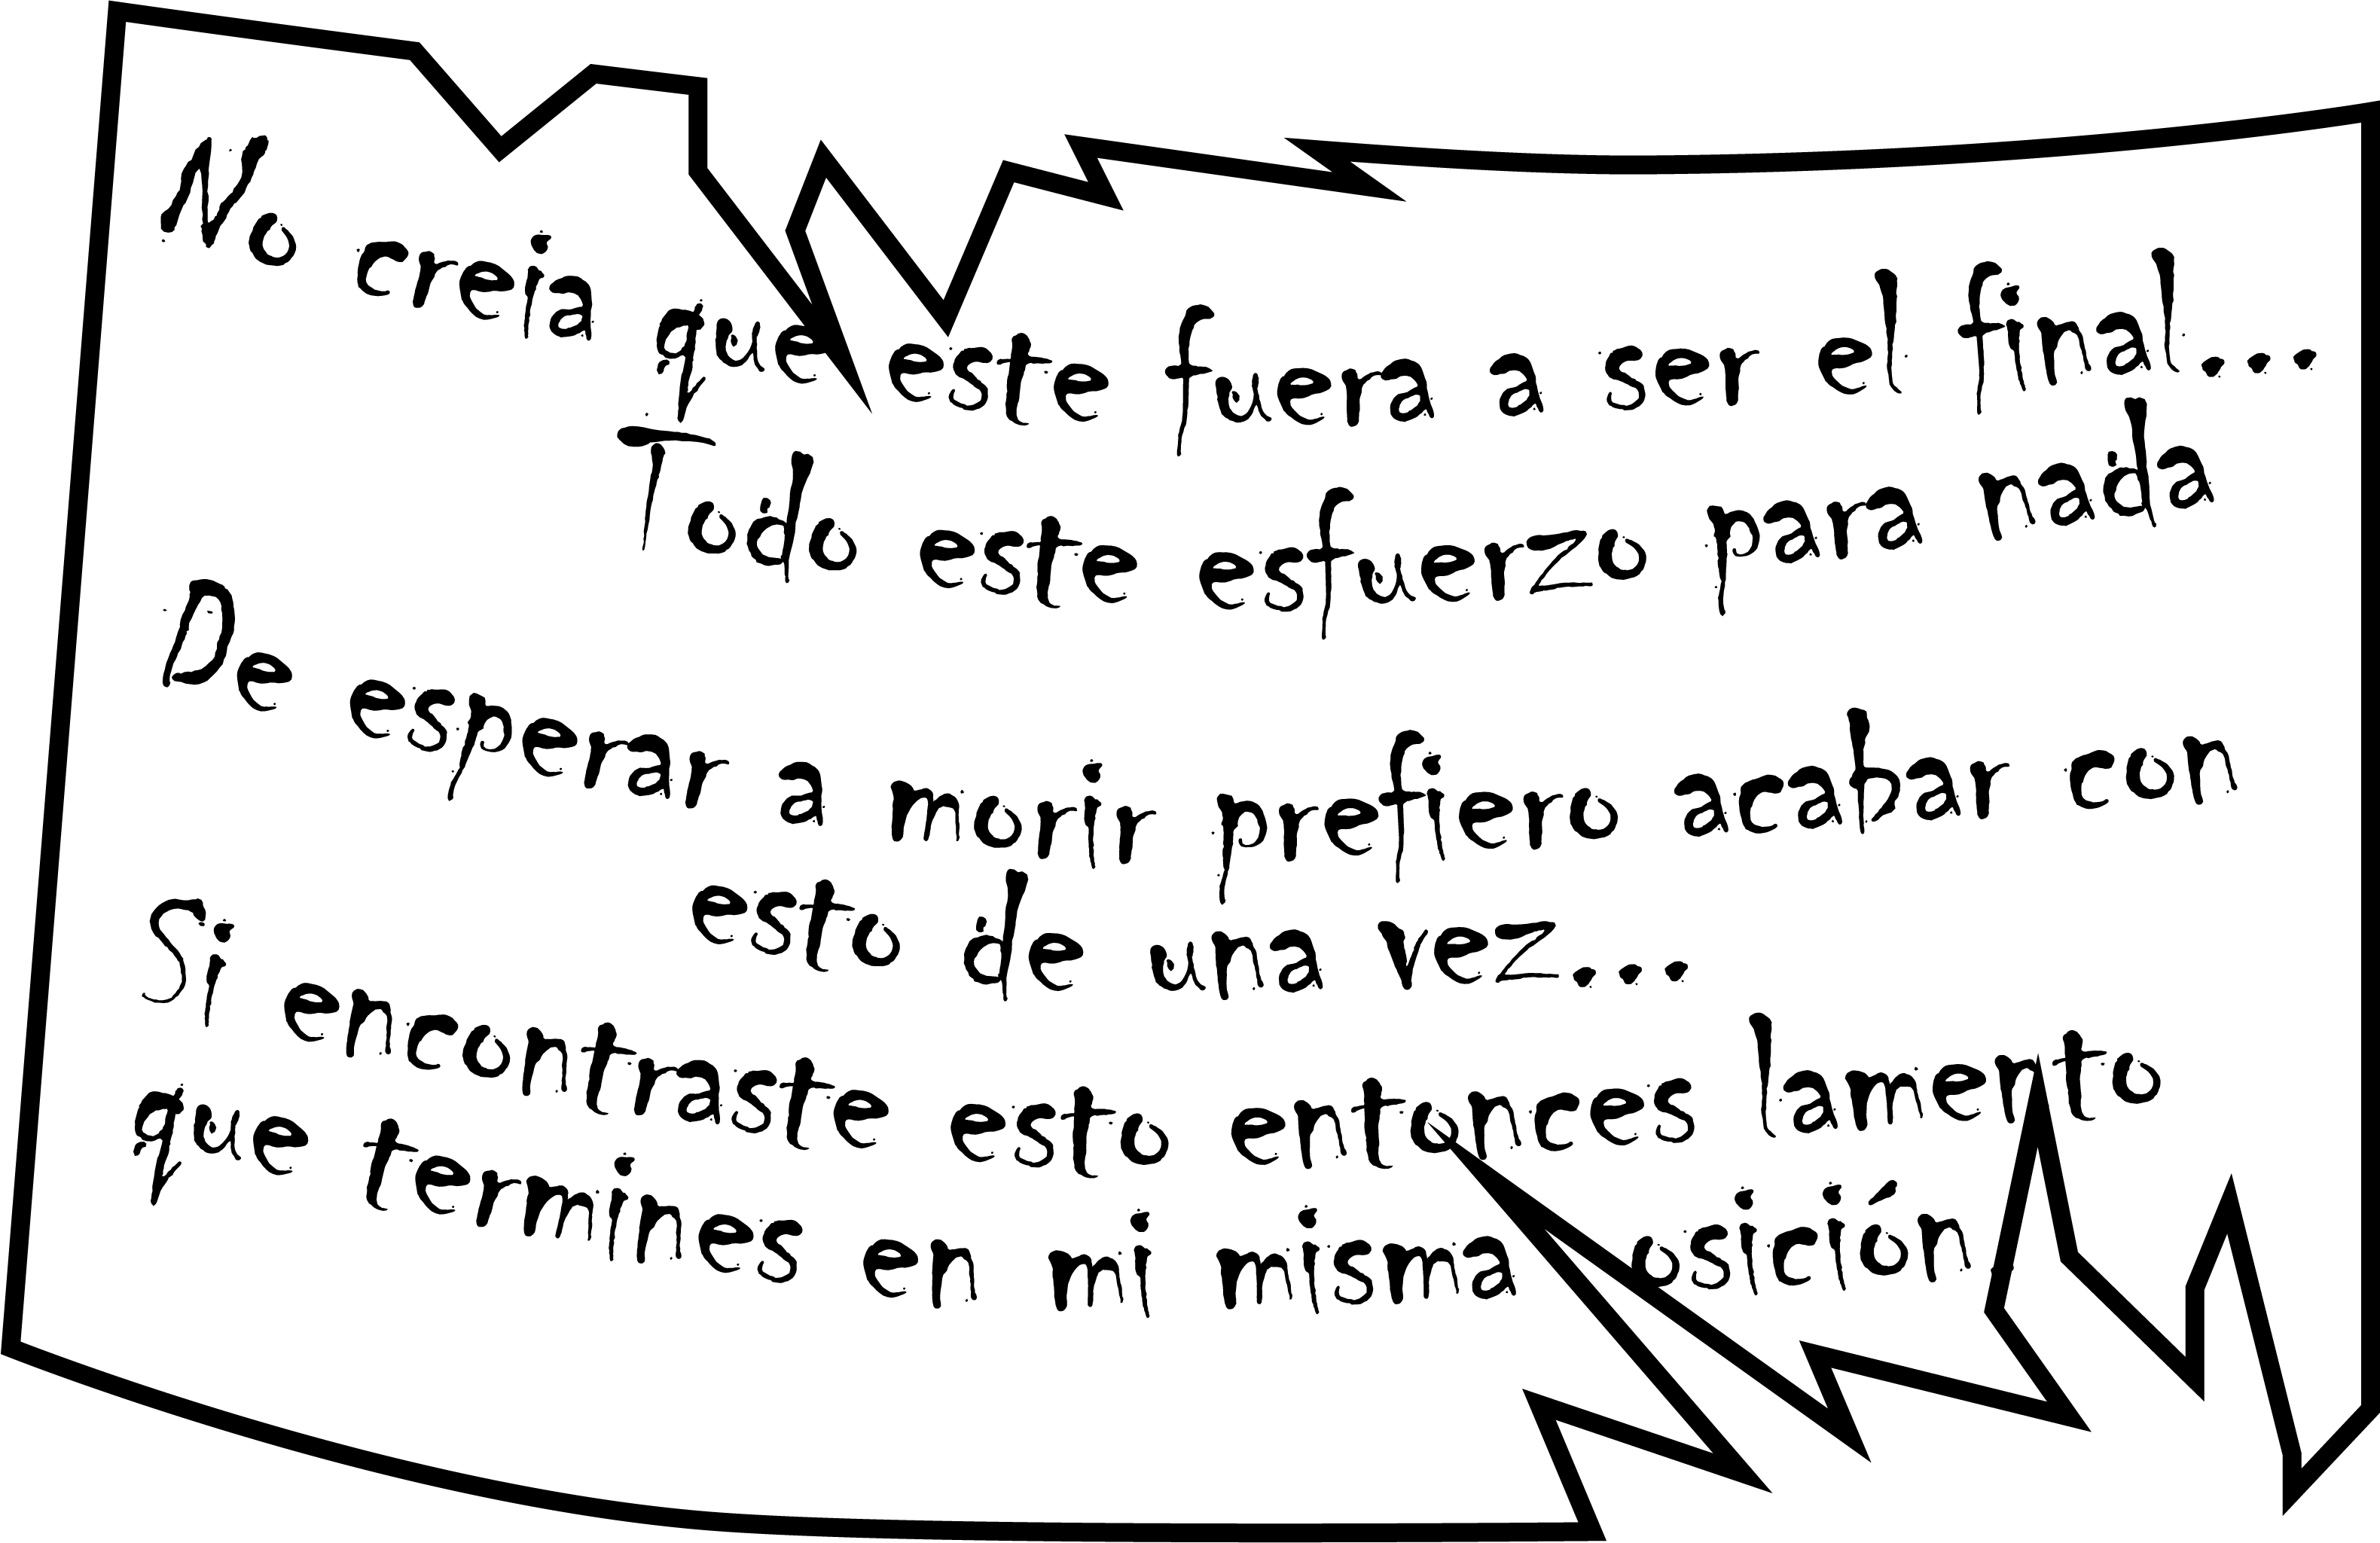 No creia que este fuera a ser el final...
Todo este esfuerzo para nada
De esperar a morir prefiero acabar con
esto de una vez...
Si encontraste esto entonces lamento
que termines en mi misma osición